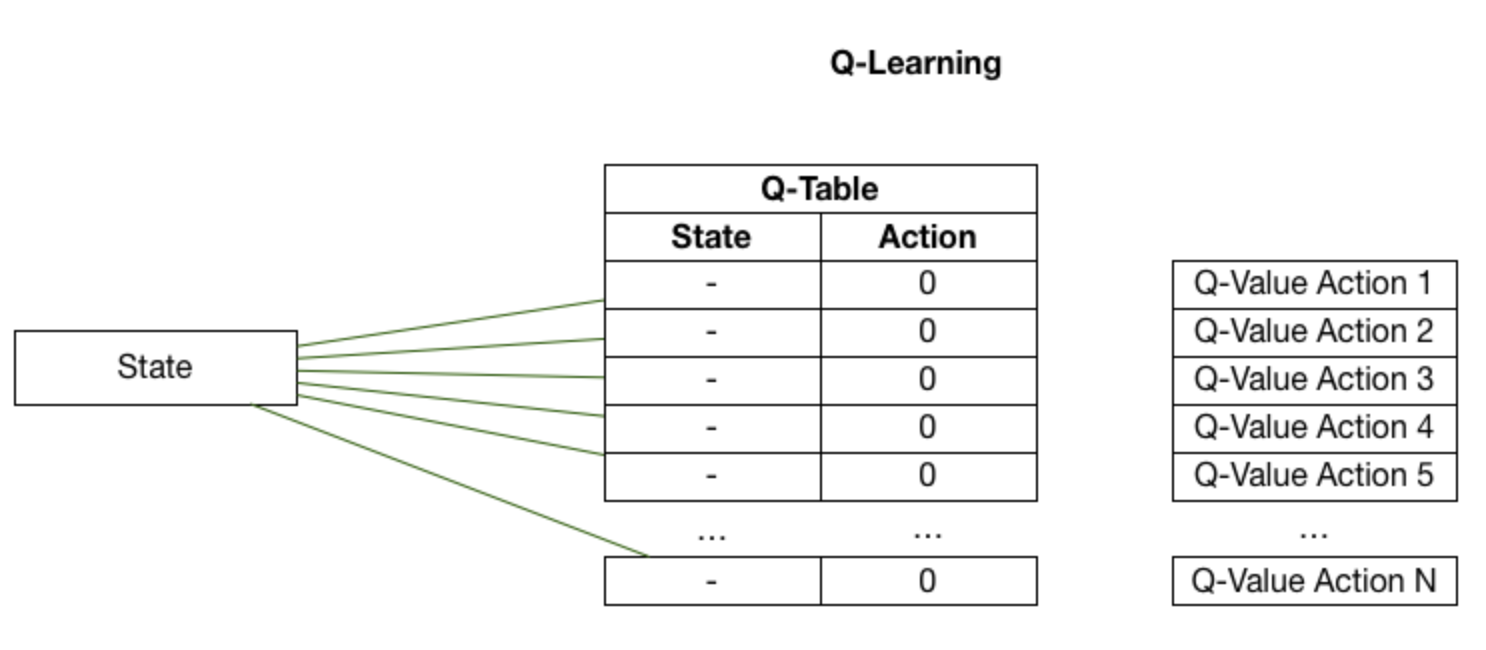 Q-Learning
Q-Table
State Action
- 0 Q-Value Action 1
- 0 Q-Value Action 2
State - 0 Q-Value Action 3
- 0 Q-Value Action 4
- 0 Q-Value Action 5
... ... ...
- 0 Q-Value Action N